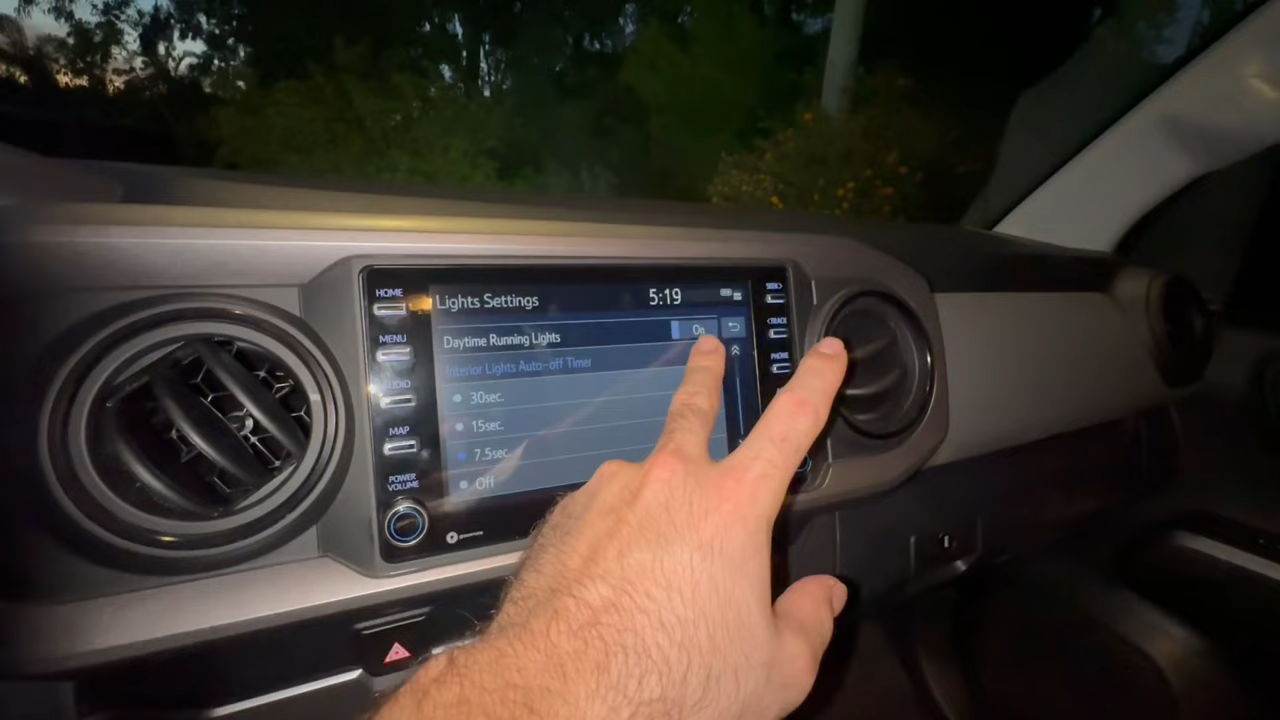 HOME
Lights Settings
5:19
SEEK>
MENU
Daytime Running Lights
On
<TRACK
Interior Lights Auto-off Timer
PHONE
30sec.
MAP
15sec.
7.5sec.
POWER
VOLUME
Off